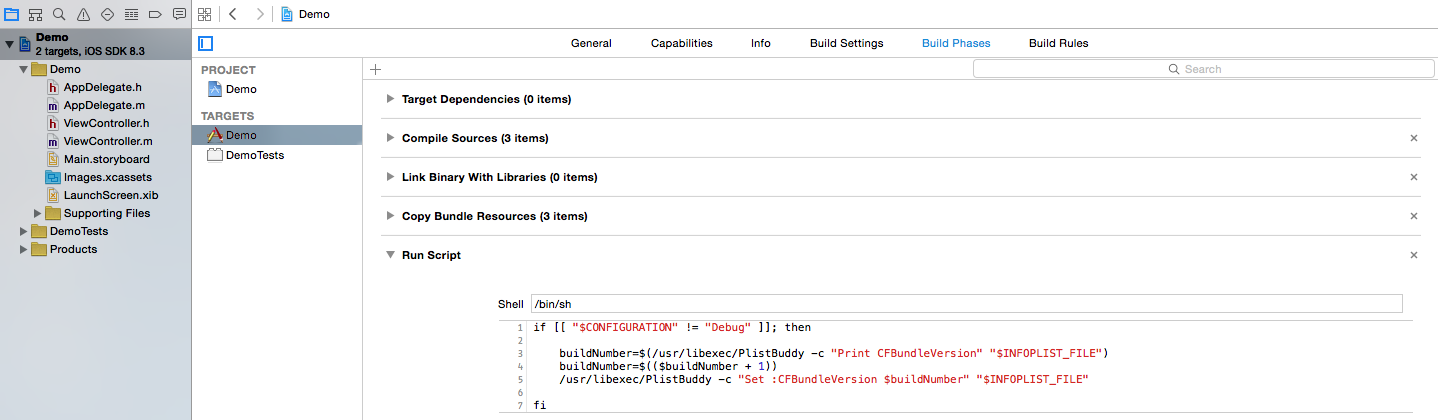 Demo
General Capabilities Info Build Settings Build Phases Build Rules
Demo
2 targets, iOS SDK 8.3
Demo
h AppDelegate.h
m AppDelegate.m
h ViewController.h
m ViewController.m
Main.storyboard
Images.xcassets
LaunchScreen.xib
Supporting Files
DemoTests
Products
PROJECT
Demo
TARGETS
Demo
DemoTests
Search
Target Dependencies (0 items)
Compile Sources (3 items)
Link Binary With Libraries (0 items)
Copy Bundle Resources (3 items)
Run Script
Shell /bin/sh
1 if [[ "$CONFIGURATION" != "Debug" ]]; then
2
3 buildNumber=$(/usr/libexec/PlistBuddy -c "Print CFBundleVersion" "$INFOPLIST_FILE")
4 buildNumber=$(($buildNumber + 1))
5 /usr/libexec/PlistBuddy -c "Set :CFBundleVersion $buildNumber" "$INFOPLIST_FILE"
6
7 fi